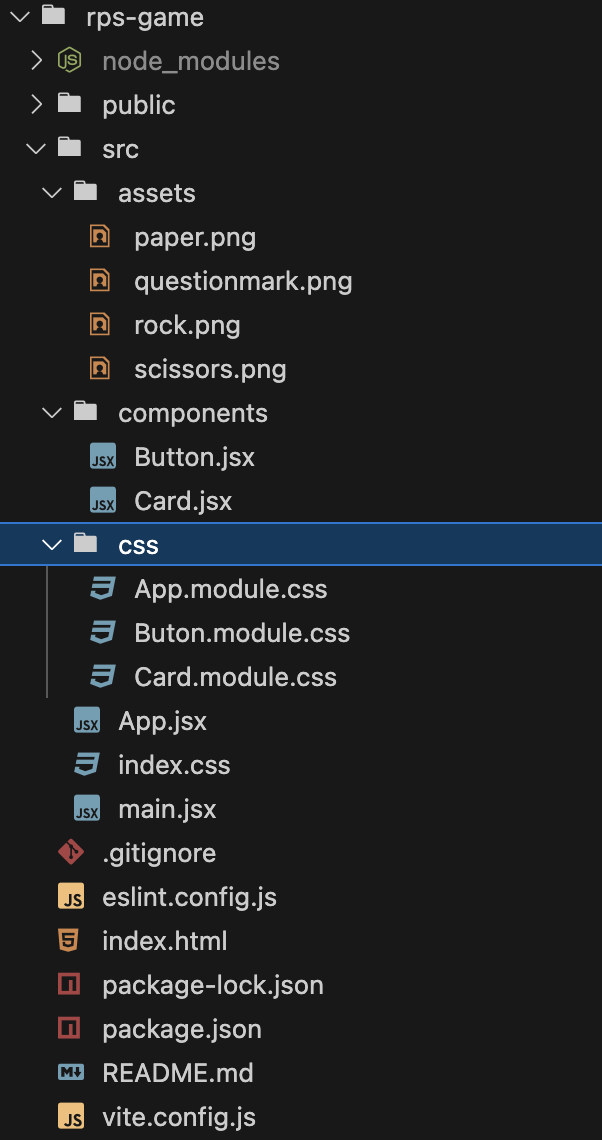 rps-game
JS node_modules
public
src
assets
paper.png
questionmark.png
rock.png
scissors.png
components
JSX Button.jsx
JSX Card.jsx
css
App.module.css
Buton.module.css
Card.module.css
JSX App.jsx
index.css
JSX main.jsx
.gitignore
JS eslint.config.js
index.html
package-lock.json
package.json
README.md
JS vite.config.js